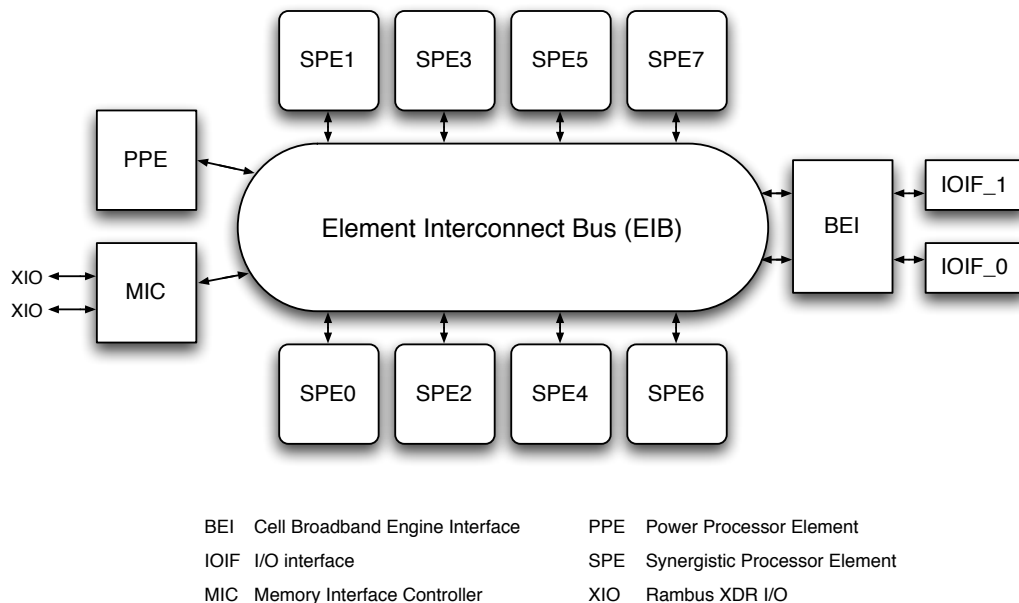 SPE1 SPE3 SPE5 SPE7
PPE
Element Interconnect Bus (EIB)
BEI
IOIF_1
IOIF_0
XIO
XIO
MIC
SPE0 SPE2 SPE4 SPE6
BEI Cell Broadband Engine Interface
IOIF I/O interface
MIC Memory Interface Controller
PPE Power Processor Element
SPE Synergistic Processor Element
XIO Rambus XDR I/O